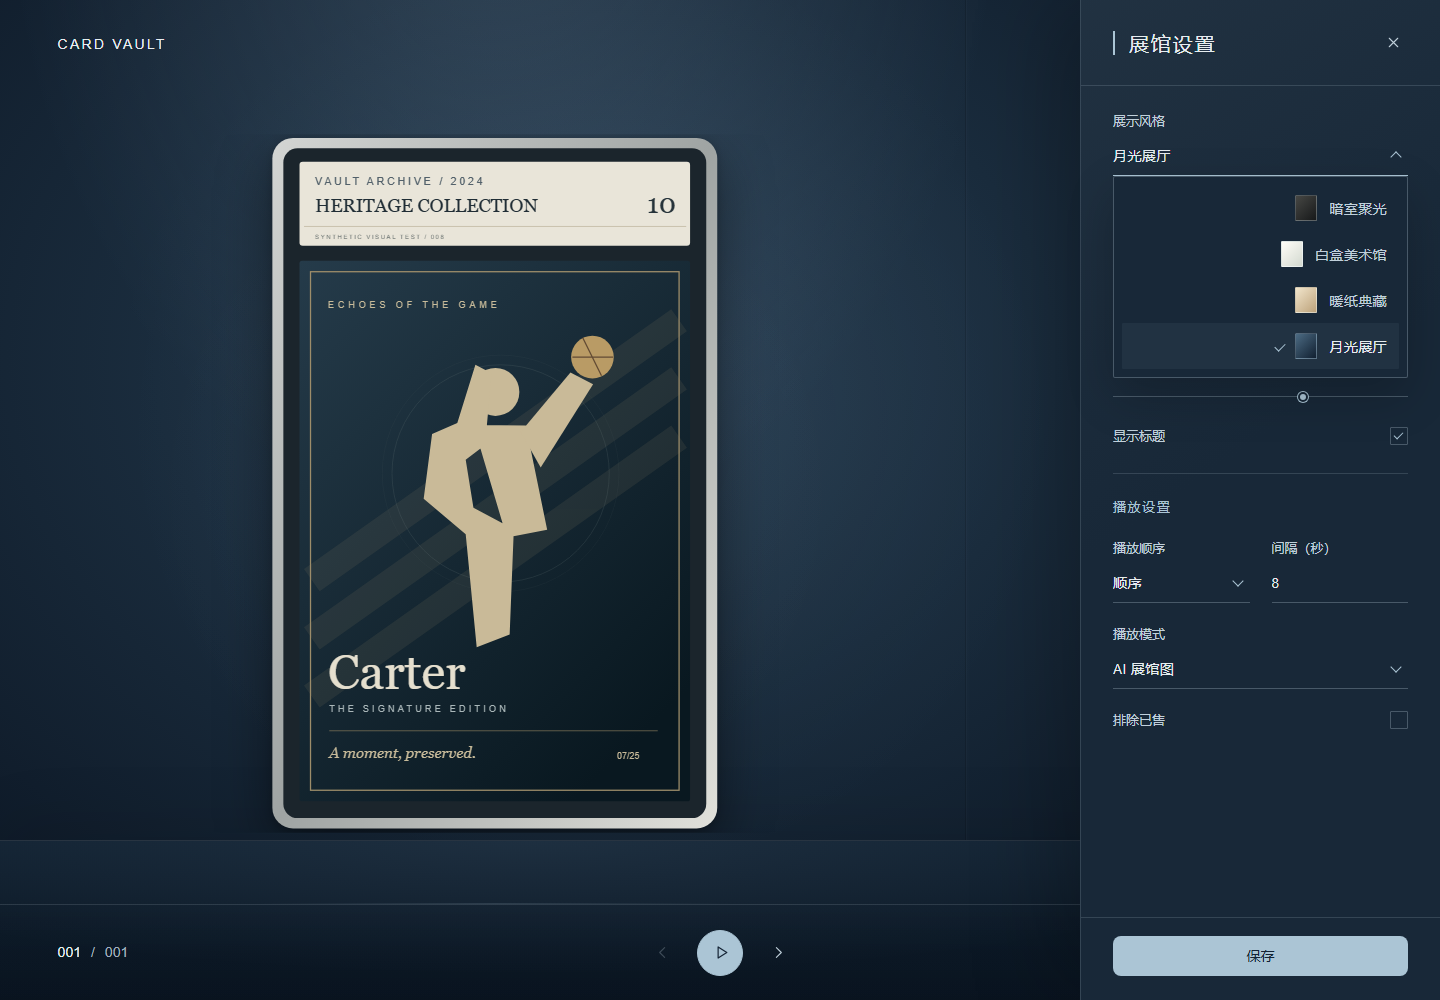 CARD VAULT
VAULT ARCHIVE / 2024
HERITAGE COLLECTION
10
SYNTHETIC VISUAL TEST / 008
ECHOES OF THE GAME
Carter
THE SIGNATURE EDITION
A moment, preserved.
07/25
001 / 001
展馆设置
展示风格
月光展厅
暗室聚光
白盒美术馆
暖纸典藏
月光展厅
显示标题
播放设置
播放顺序
间隔（秒）
顺序
8
播放模式
AI 展馆图
排除已售
保存